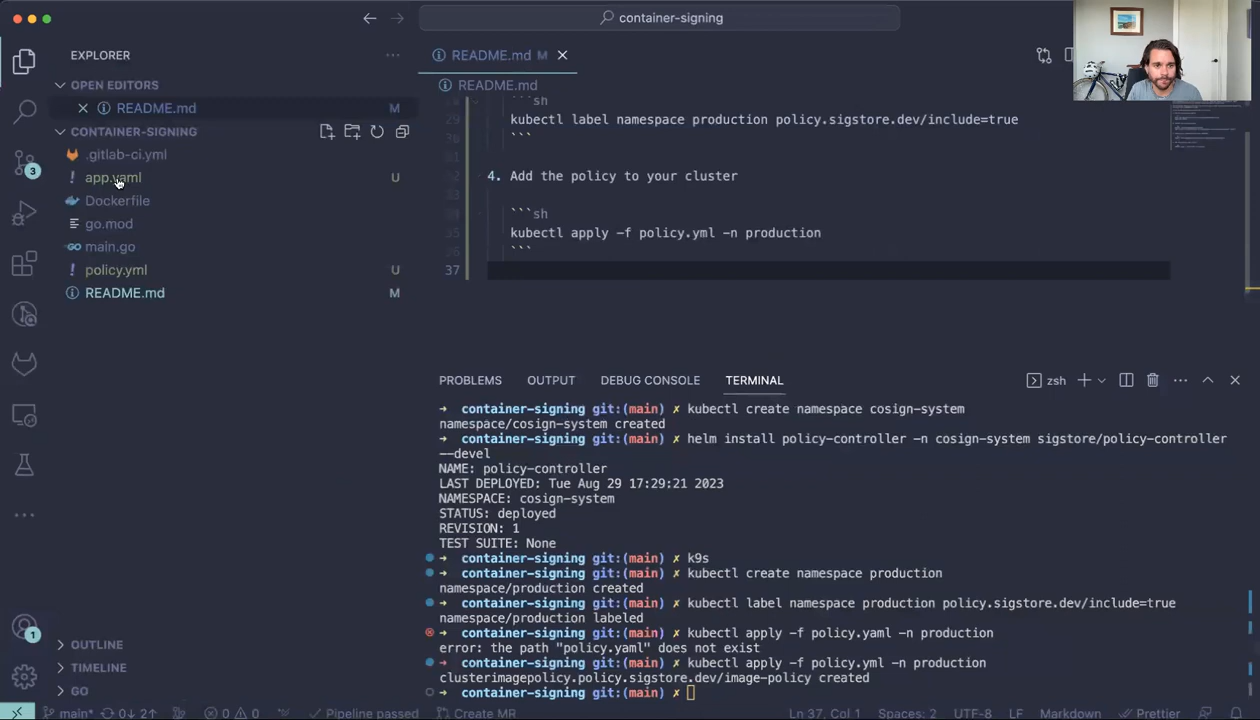 container-signing
EXPLORER
OPEN EDITORS
README.md M
CONTAINER-SIGNING
.gitlab-ci.yml
app.yaml U
Dockerfile
go.mod
main.go
policy.yml U
README.md M
OUTLINE
TIMELINE
GO
3
1
README.md M
README.md
```sh
29 kubectl label namespace production policy.sigstore.dev/include=true
```
4. Add the policy to your cluster
```sh
kubectl apply -f policy.yml -n production
```
37
PROBLEMS OUTPUT DEBUG CONSOLE TERMINAL zsh
➜ container-signing git:(main) ✗ kubectl create namespace cosign-system
namespace/cosign-system created
➜ container-signing git:(main) ✗ helm install policy-controller -n cosign-system sigstore/policy-controller
--devel
NAME: policy-controller
LAST DEPLOYED: Tue Aug 29 17:29:21 2023
NAMESPACE: cosign-system
STATUS: deployed
REVISION: 1
TEST SUITE: None
➜ container-signing git:(main) ✗ k9s
➜ container-signing git:(main) ✗ kubectl create namespace production
namespace/production created
➜ container-signing git:(main) ✗ kubectl label namespace production policy.sigstore.dev/include=true
namespace/production labeled
➜ container-signing git:(main) ✗ kubectl apply -f policy.yaml -n production
error: the path "policy.yaml" does not exist
➜ container-signing git:(main) ✗ kubectl apply -f policy.yml -n production
clusterimagepolicy.policy.sigstore.dev/image-policy created
➜ container-signing git:(main) ✗
main* 0↓ 2↑ 0 0 Pipeline passed Create MR Ln 37, Col 1 Spaces: 2 UTF-8 LF Markdown Prettier